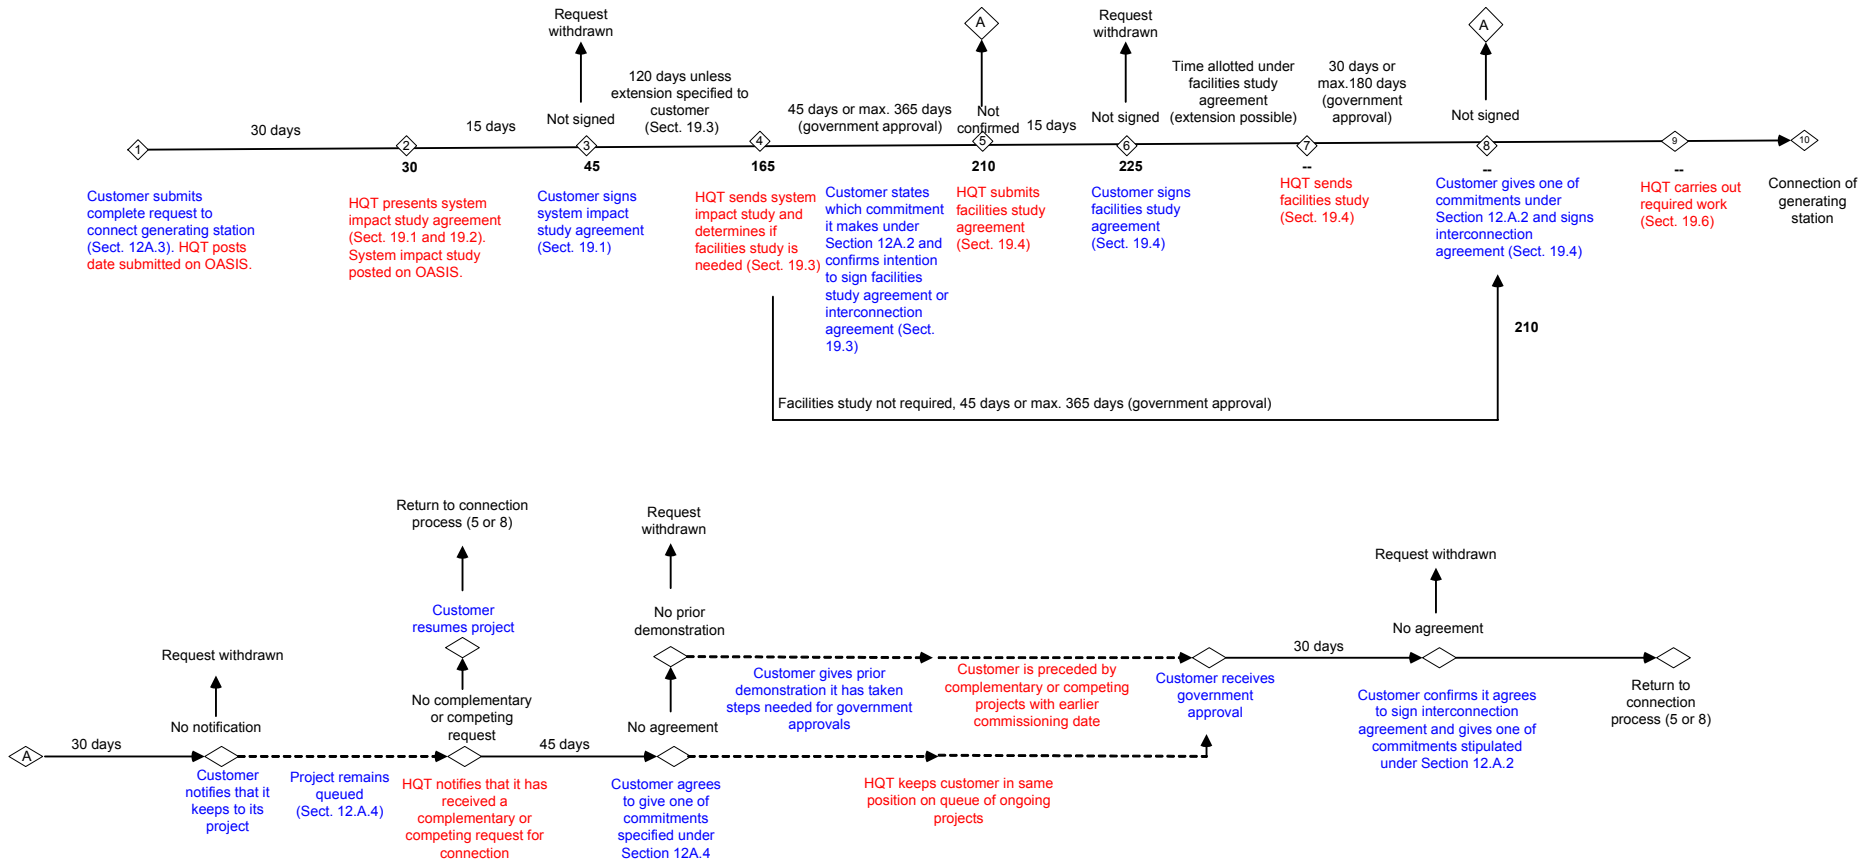 Request
withdrawn
A
Request
withdrawn
A
Not signed
120 days unless
extension specified to
customer
(Sect. 19.3)
45 days or max. 365 days
(government approval)
Not
confirmed
15 days
Not signed
Time allotted under
facilities study
agreement
(extension possible)
30 days or
max.180 days
(government
approval)
Not signed
30 days
15 days
1
2
3
4
5
6
7
8
9
10
30
45
165
210
225
--
--
--
Customer submits
complete request to
connect generating station
(Sect. 12A.3). HQT posts
date submitted on OASIS.
HQT presents system
impact study agreement
(Sect. 19.1 and 19.2).
System impact study
posted on OASIS.
Customer signs
system impact
study agreement
(Sect. 19.1)
HQT sends system
impact study and
determines if
facilities study is
needed (Sect. 19.3)
Customer states
which commitment
it makes under
Section 12A.2 and
confirms intention
to sign facilities
study agreement or
interconnection
agreement (Sect.
19.3)
HQT submits
facilities study
agreement
(Sect. 19.4)
Customer signs
facilities study
agreement
(Sect. 19.4)
HQT sends
facilities study
(Sect. 19.4)
Customer gives one of
commitments under
Section 12.A.2 and signs
interconnection
agreement (Sect. 19.4)
HQT carries out
required work
(Sect. 19.6)
Connection of
generating
station
210
Facilities study not required, 45 days or max. 365 days (government approval)
Return to connection
process (5 or 8)
Request
withdrawn
Request withdrawn
Customer
resumes project
No prior
demonstration
No agreement
Request withdrawn
30 days
Customer gives prior
demonstration it has taken
steps needed for government
approvals
Customer is preceded by
complementary or competing
projects with earlier
commissioning date
Customer receives
government
approval
Customer confirms it agrees
to sign interconnection
agreement and gives one of
commitments stipulated
under Section 12.A.2
Return to
connection
process (5 or 8)
No notification
No complementary
or competing
request
No agreement
A
30 days
45 days
Customer
notifies that it
keeps to its
project
Project remains
queued
(Sect. 12.A.4)
HQT notifies that it has
received a
complementary or
competing request for
connection
Customer agrees
to give one of
commitments
specified under
Section 12A.4
HQT keeps customer in same
position on queue of ongoing
projects